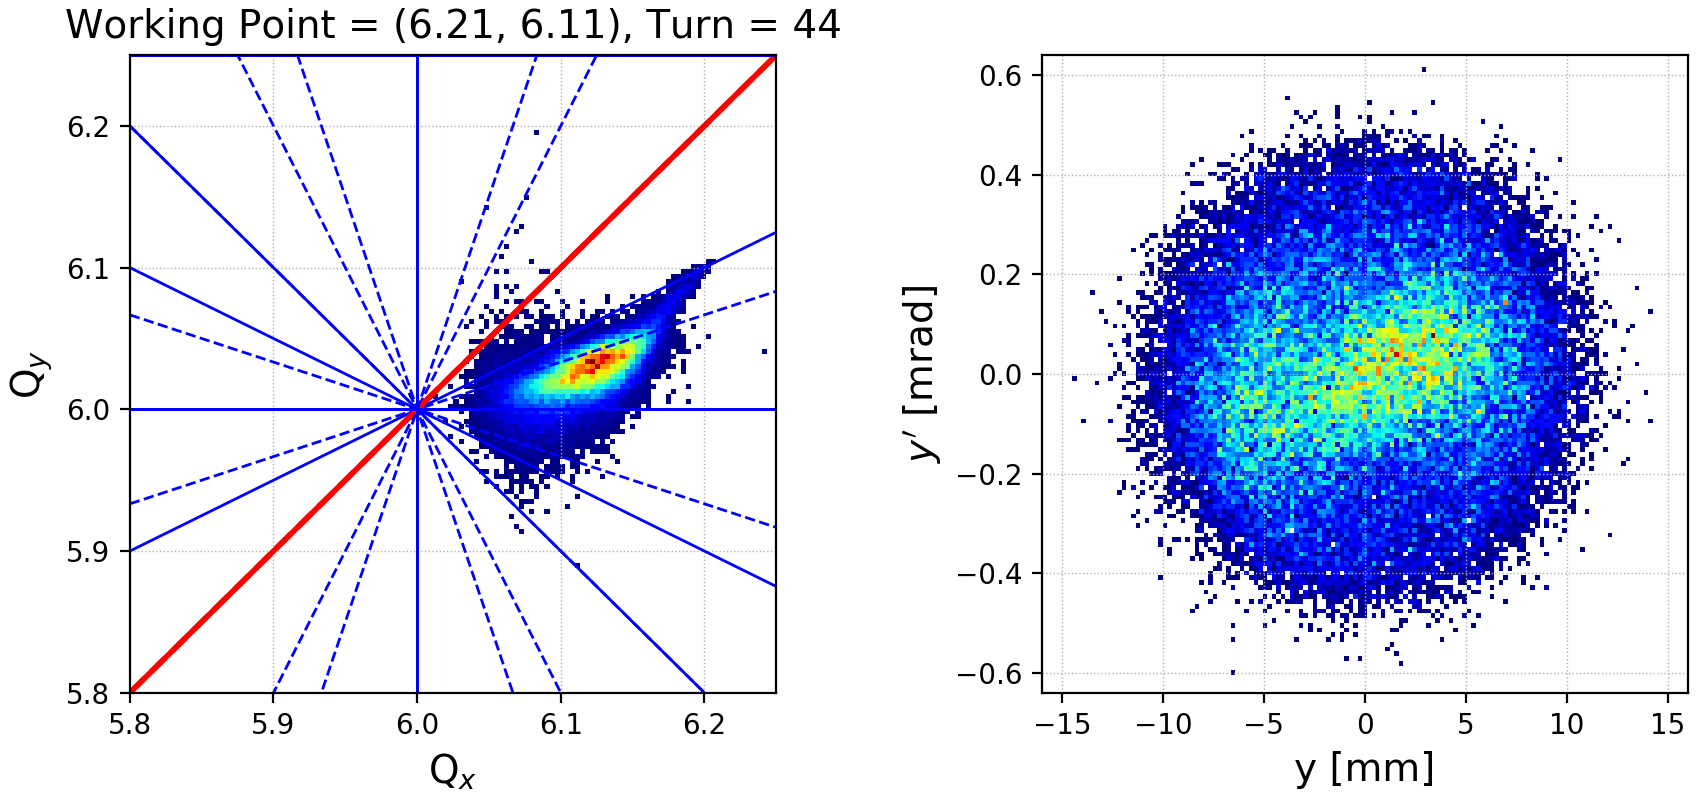 Working Point = (6.21, 6.11), Turn = 44
6.2
6.1
6.0
5.9
5.8
Qy
5.8 5.9 6.0 6.1 6.2
Qx
0.6
0.4
0.2
0.0
−0.2
−0.4
−0.6
y′ [mrad]
−15 −10 −5 0 5 10 15
y [mm]